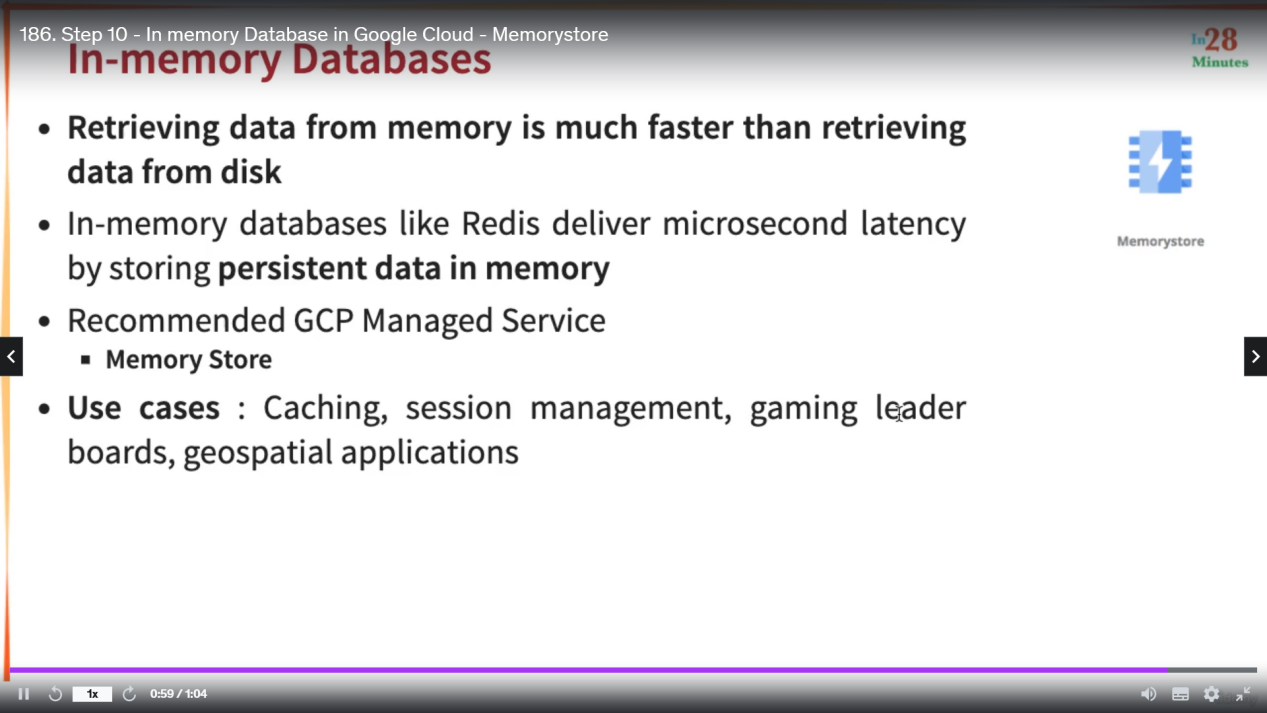 186. Step 10 - In memory Database in Google Cloud - Memorystore
In-memory Databases
In28
Minutes
• Retrieving data from memory is much faster than retrieving
data from disk
• In-memory databases like Redis deliver microsecond latency
by storing persistent data in memory
• Recommended GCP Managed Service
▪ Memory Store
• Use cases : Caching, session management, gaming leader
boards, geospatial applications
Memorystore
1x
0:59 / 1:04